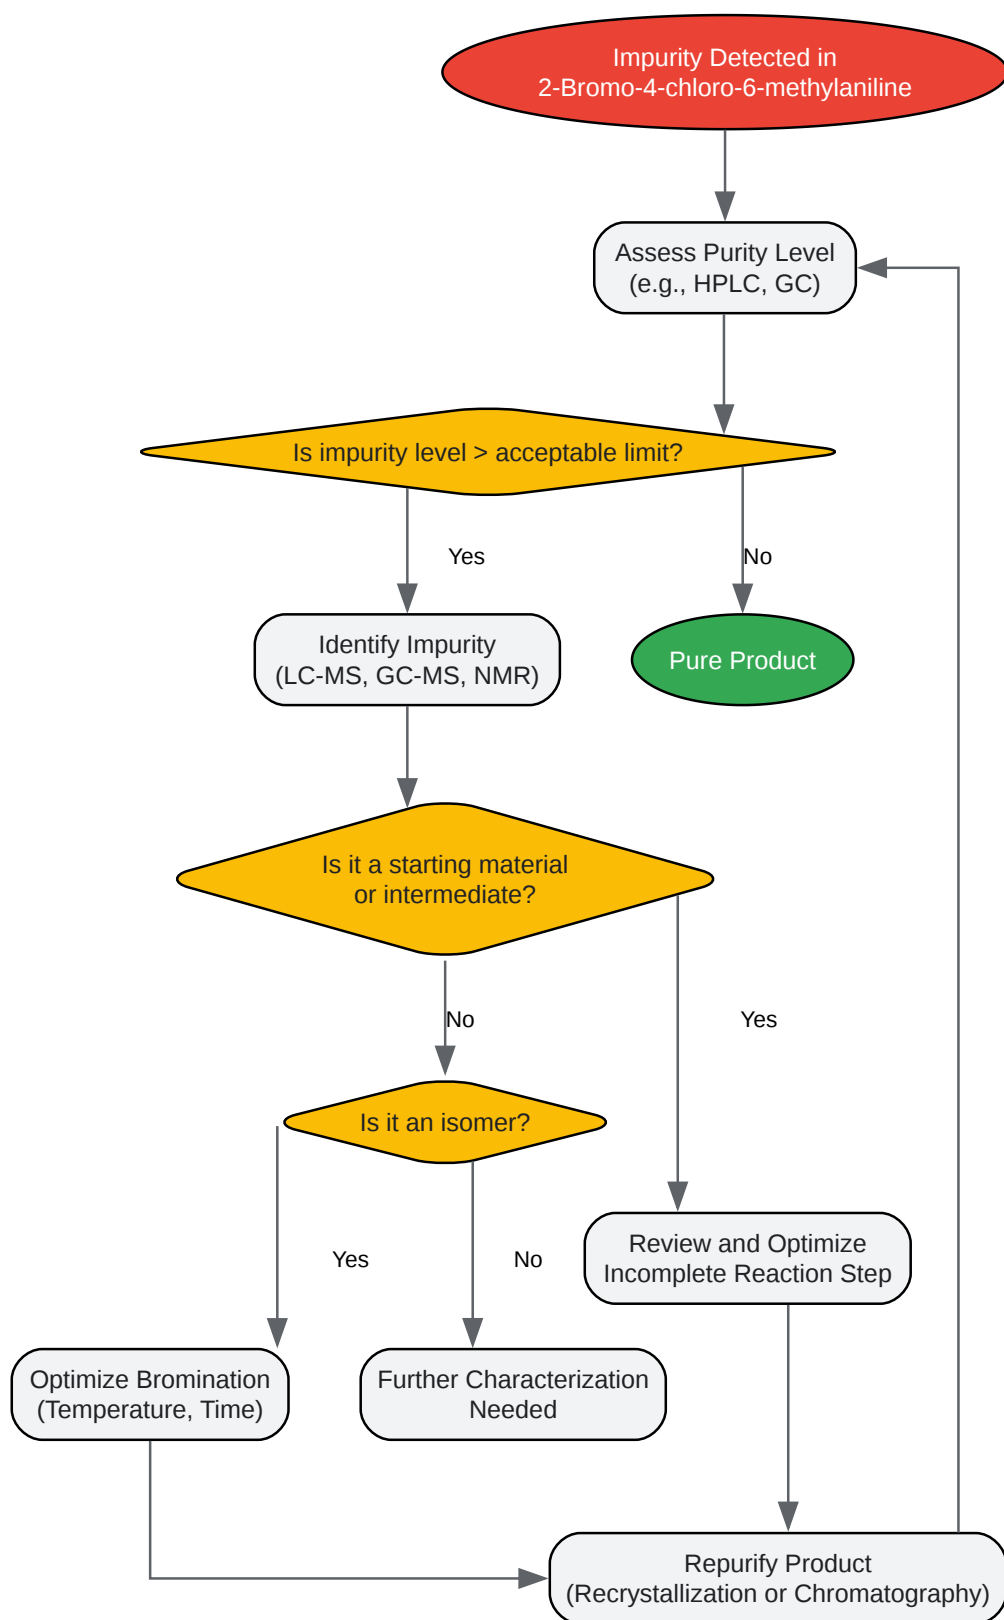 Impurity Detected in
2-Bromo-4-chloro-6-methylaniline
Assess Purity Level
(e.g., HPLC, GC)
Is impurity level > acceptable limit?
Yes
No
Identify Impurity
(LC-MS, GC-MS, NMR)
Pure Product
Is it a starting material
or intermediate?
No
Yes
Is it an isomer?
Yes
No
Review and Optimize
Incomplete Reaction Step
Optimize Bromination
(Temperature, Time)
Further Characterization
Needed
Repurify Product
(Recrystallization or Chromatography)